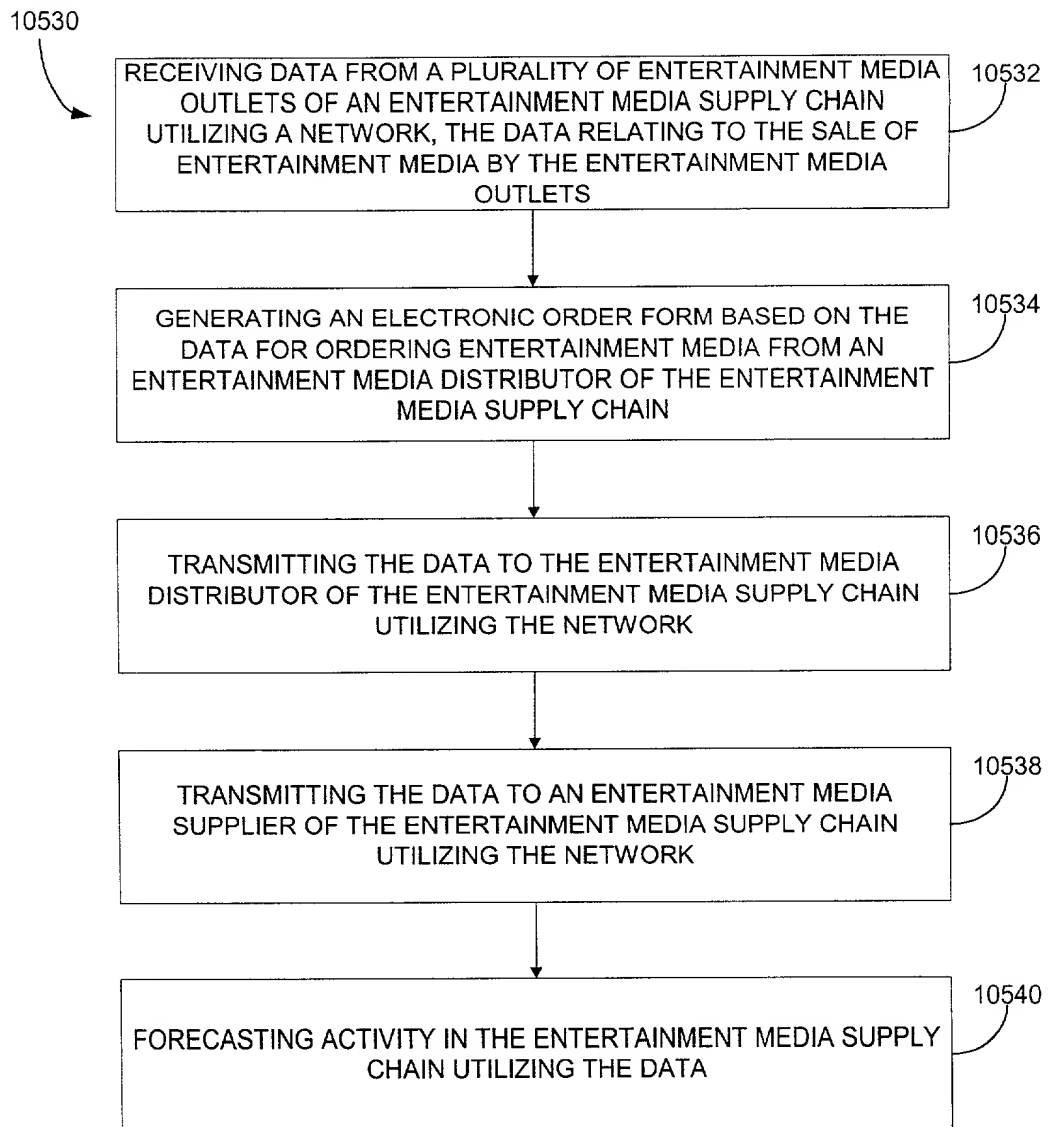 10530
RECEIVING DATA FROM A PLURALITY OF ENTERTAINMENT MEDIA
OUTLETS OF AN ENTERTAINMENT MEDIA SUPPLY CHAIN
UTILIZING A NETWORK, THE DATA RELATING TO THE SALE OF
ENTERTAINMENT MEDIA BY THE ENTERTAINMENT MEDIA
OUTLETS
10532
GENERATING AN ELECTRONIC ORDER FORM BASED ON THE
DATA FOR ORDERING ENTERTAINMENT MEDIA FROM AN
ENTERTAINMENT MEDIA DISTRIBUTOR OF THE ENTERTAINMENT
MEDIA SUPPLY CHAIN
10534
TRANSMITTING THE DATA TO THE ENTERTAINMENT MEDIA
DISTRIBUTOR OF THE ENTERTAINMENT MEDIA SUPPLY CHAIN
UTILIZING THE NETWORK
10536
TRANSMITTING THE DATA TO AN ENTERTAINMENT MEDIA
SUPPLIER OF THE ENTERTAINMENT MEDIA SUPPLY CHAIN
UTILIZING THE NETWORK
10538
FORECASTING ACTIVITY IN THE ENTERTAINMENT MEDIA SUPPLY
CHAIN UTILIZING THE DATA
10540